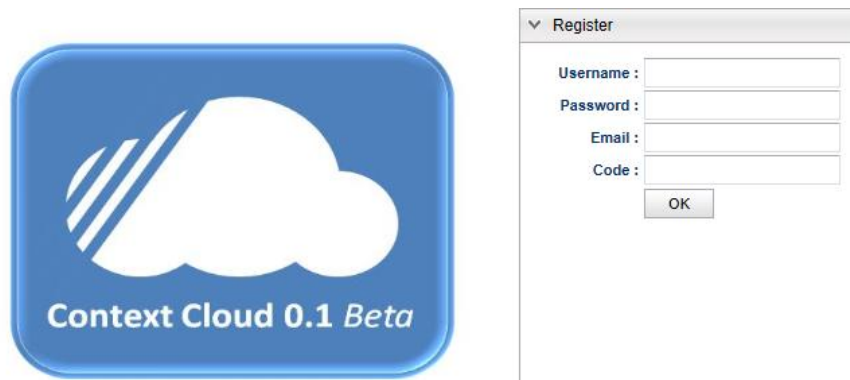 Context Cloud 0.1 Beta
Register
Username :
Password :
Email :
Code :
OK